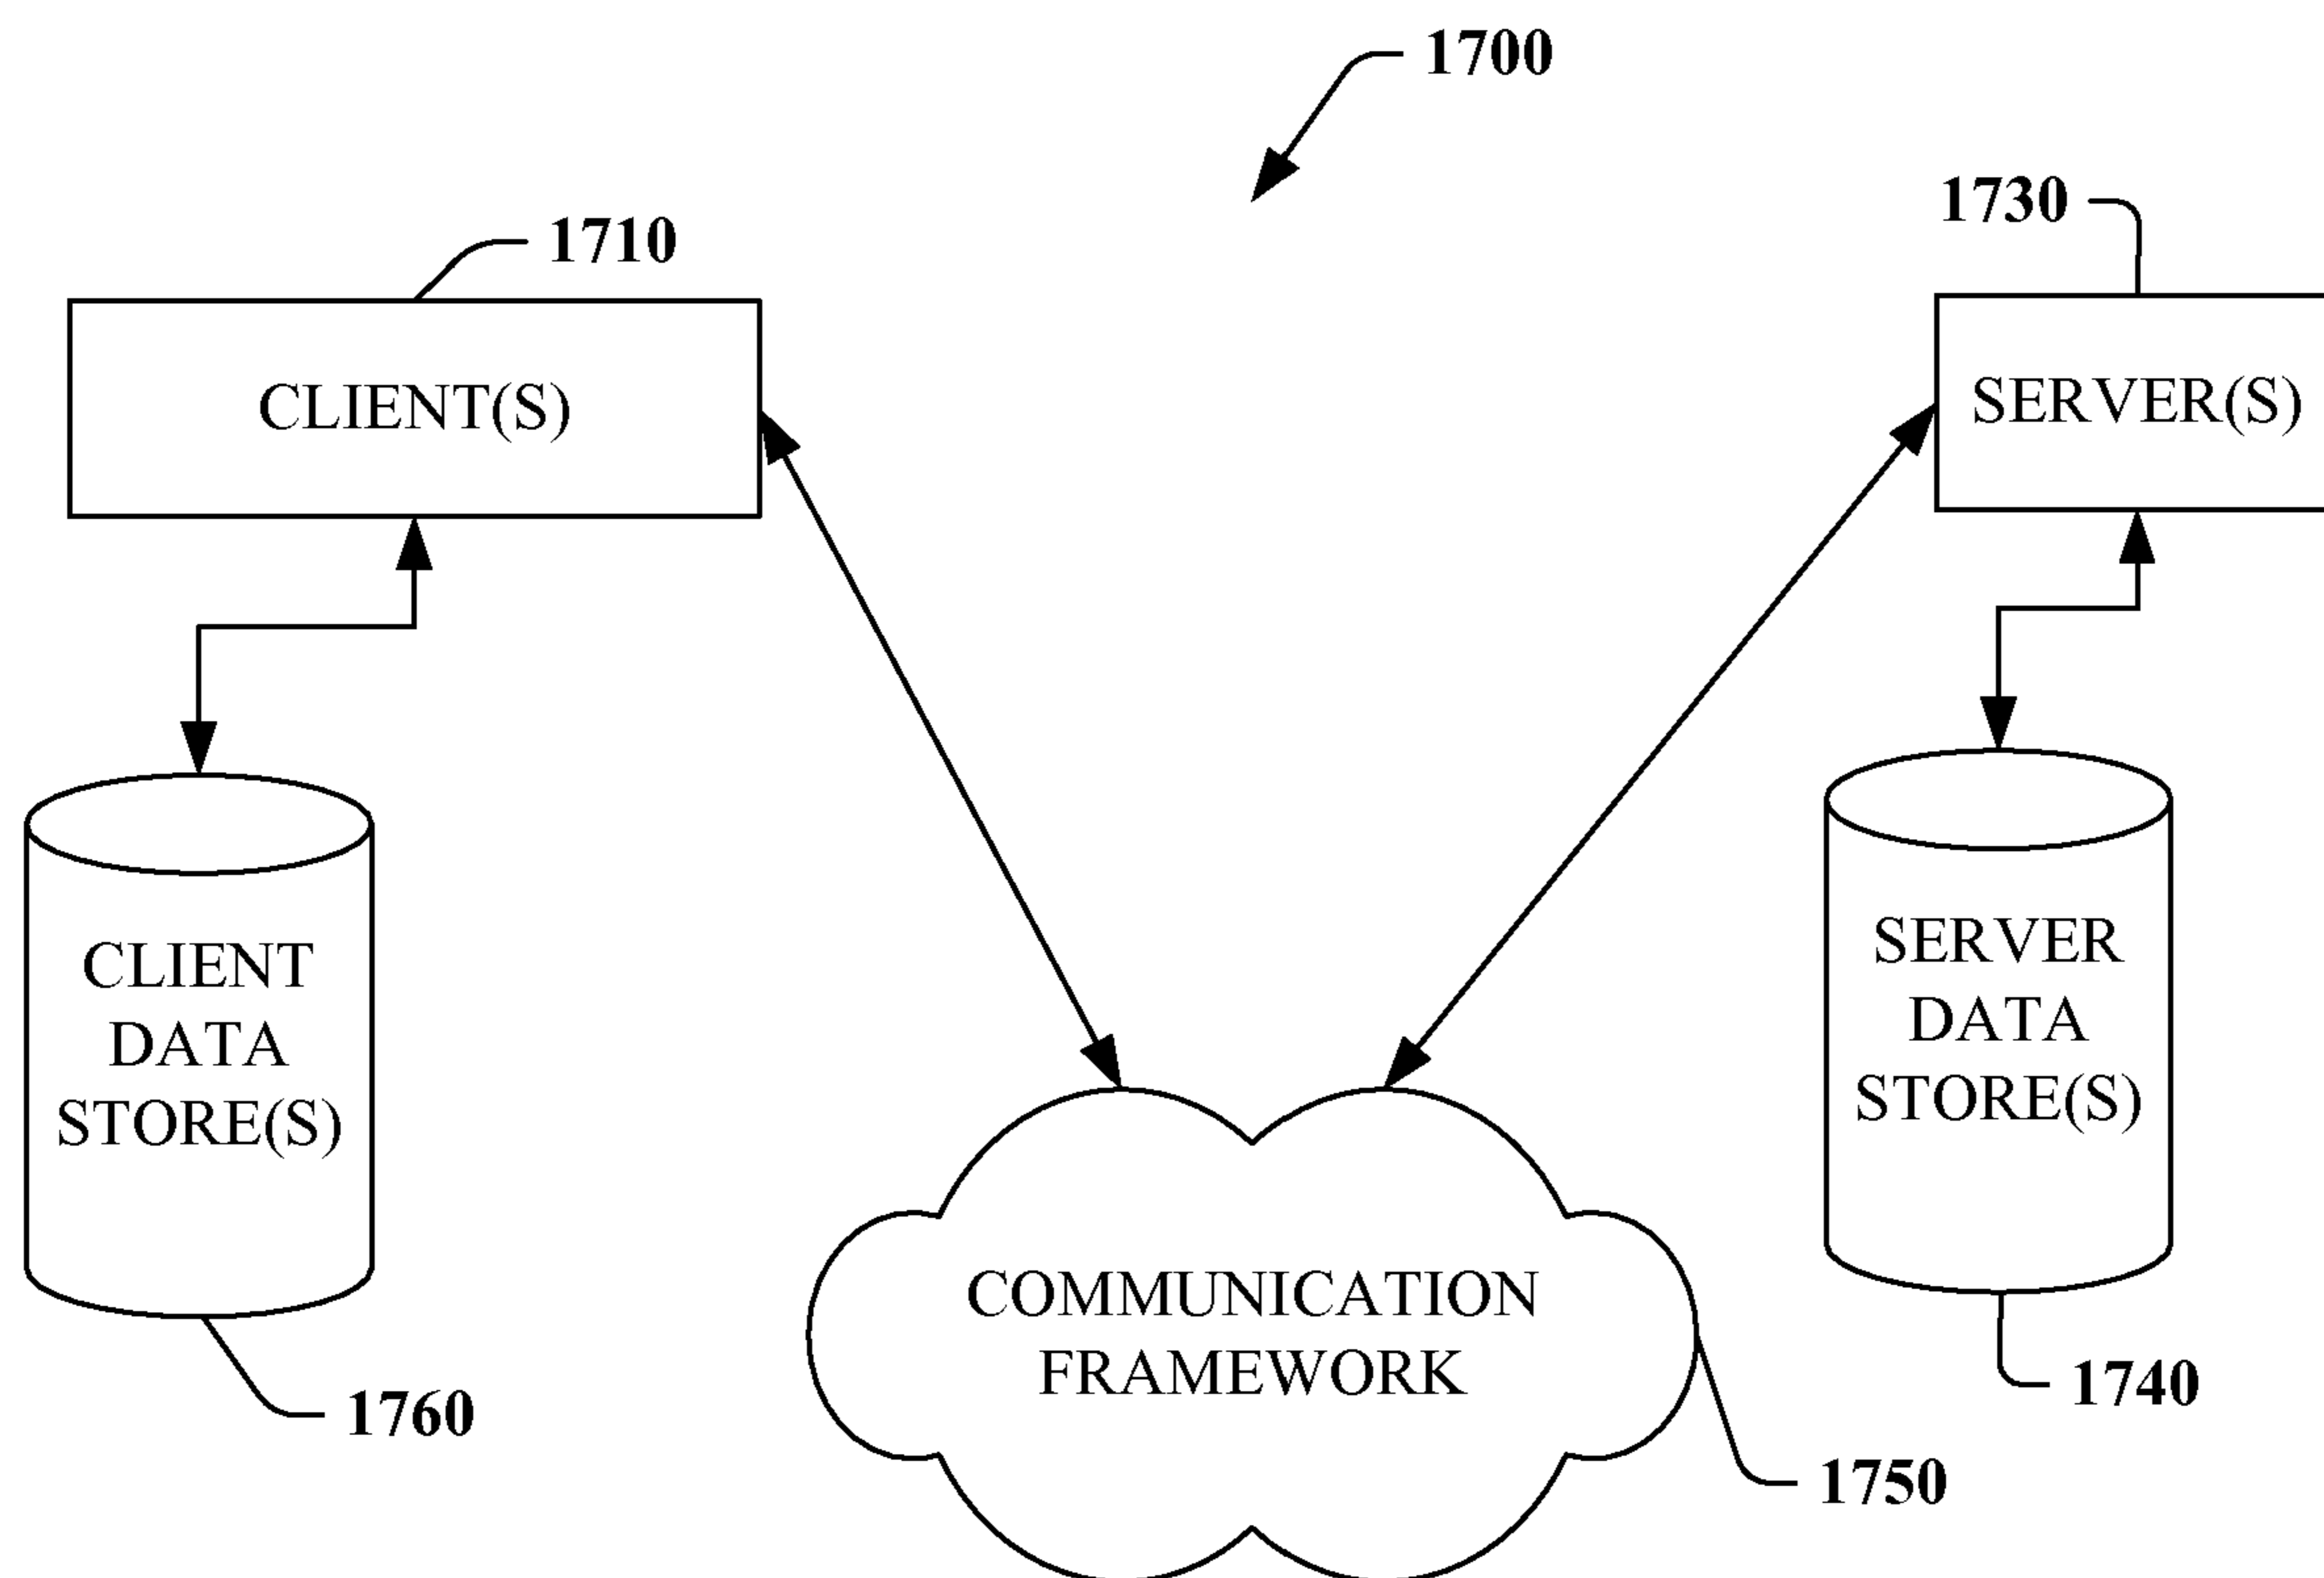 1700
1730
1710
CLIENT(S)
SERVER(S)
CLIENT
DATA
STORE(S)
SERVER
DATA
STORE(S)
COMMUNICATION
FRAMEWORK
1740
1760
1750